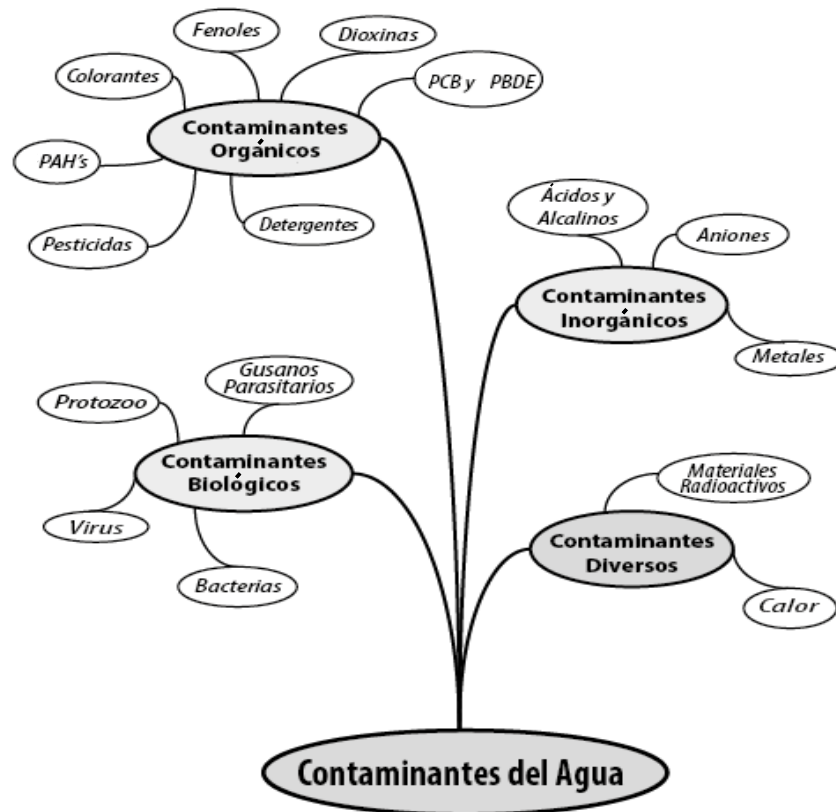 Fenoles
Dioxinas
Colorantes
PCB y PBDE
Contaminantes
Orgánicos
PAH's
Pesticidas
Detergentes
Ácidos y
Alcalinos
Aniones
Contaminantes
Inorgánicos
Metales
Gusanos
Parasitarios
Protozoo
Contaminantes
Biológicos
Virus
Bacterias
Materiales
Radioactivos
Contaminantes
Diversos
Calor
Contaminantes del Agua